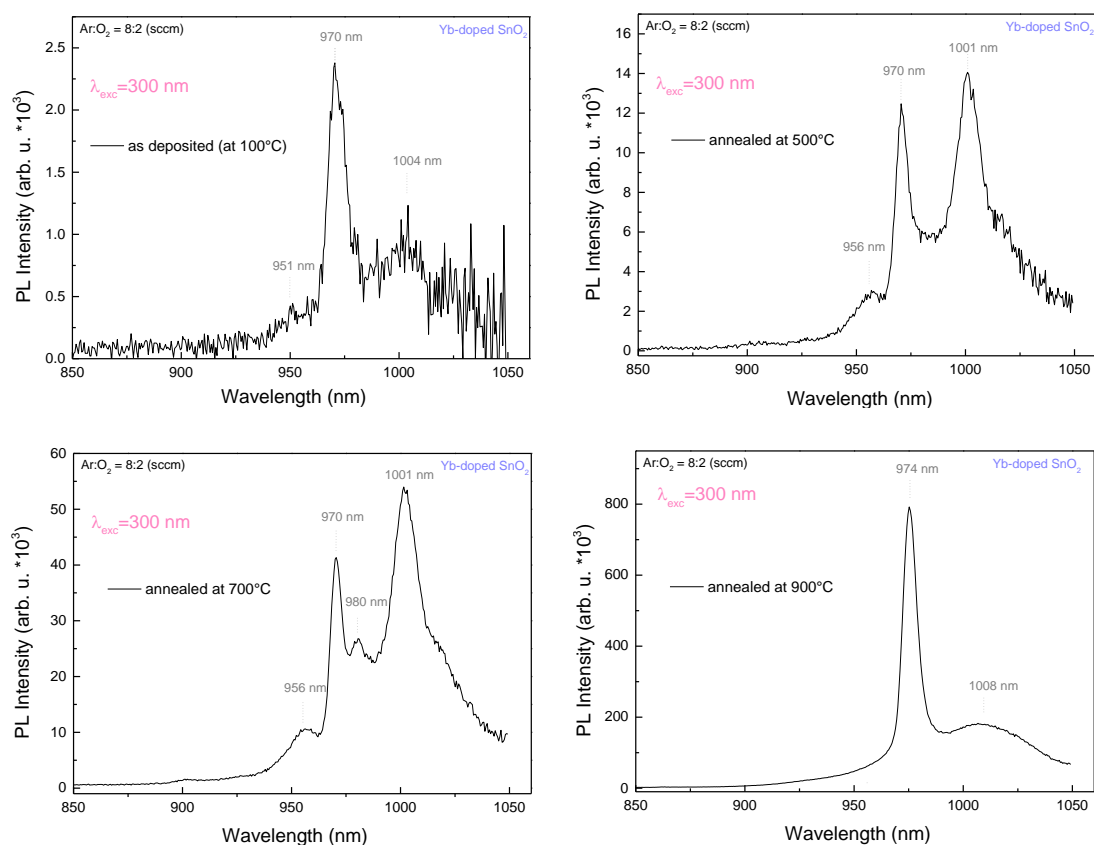 Ar:O₂ = 8:2 (sccm)
Yb-doped SnO₂
970 nm
λexc=300 nm
as deposited (at 100°C)
1004 nm
951 nm
2.5
2.0
1.5
1.0
0.5
0.0
PL Intensity (arb. u. *10³)
850 900 950 1000 1050
Wavelength (nm)
Ar:O₂ = 8:2 (sccm)
Yb-doped SnO₂
1001 nm
970 nm
λexc=300 nm
annealed at 500°C
956 nm
16
14
12
10
8
6
4
2
0
PL Intensity (arb. u. *10³)
850 900 950 1000 1050
Wavelength (nm)
Ar:O₂ = 8:2 (sccm)
Yb-doped SnO₂
1001 nm
970 nm
λexc=300 nm
annealed at 700°C
980 nm
956 nm
60
50
40
30
20
10
0
PL Intensity (arb. u. *10³)
850 900 950 1000 1050
Wavelength (nm)
Ar:O₂ = 8:2 (sccm)
Yb-doped SnO₂
974 nm
λexc=300 nm
annealed at 900°C
1008 nm
800
600
400
200
0
PL Intensity (arb. u. *10³)
850 900 950 1000 1050
Wavelength (nm)